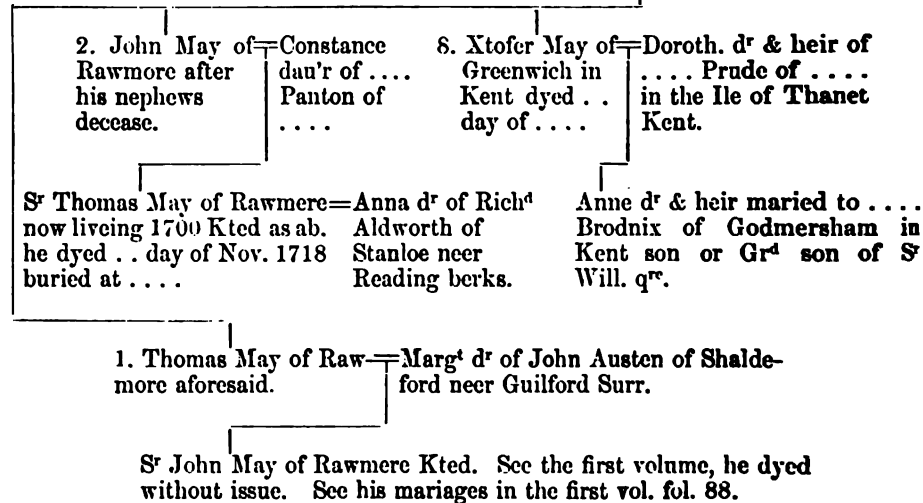 2. John May of Rawmore after his nephews decease.
Constance dau'r of .... Panton of ....
8. Xtofer May of Greenwich in Kent dyed .. day of ....
Doroth. dʳ & heir of .... Prude of .... in the Ile of Thanet Kent.
Sʳ Thomas May of Rawmere now liveing 1700 Kted as ab. he dyed .. day of Nov. 1718 buried at ....
Anna dʳ of Richᵈ Aldworth of Stanloe neer Reading berks.
Anne dʳ & heir maried to .... Brodnix of Godmersham in Kent son or Grᵈ son of Sʳ Will. qʳᵉ.
1. Thomas May of Rawmore aforesaid.
Margᵗ dʳ of John Austen of Shaldeford neer Guilford Surr.
Sʳ John May of Rawmere Kted. See the first volume, he dyed
without issue. See his mariages in the first vol. fol. 88.